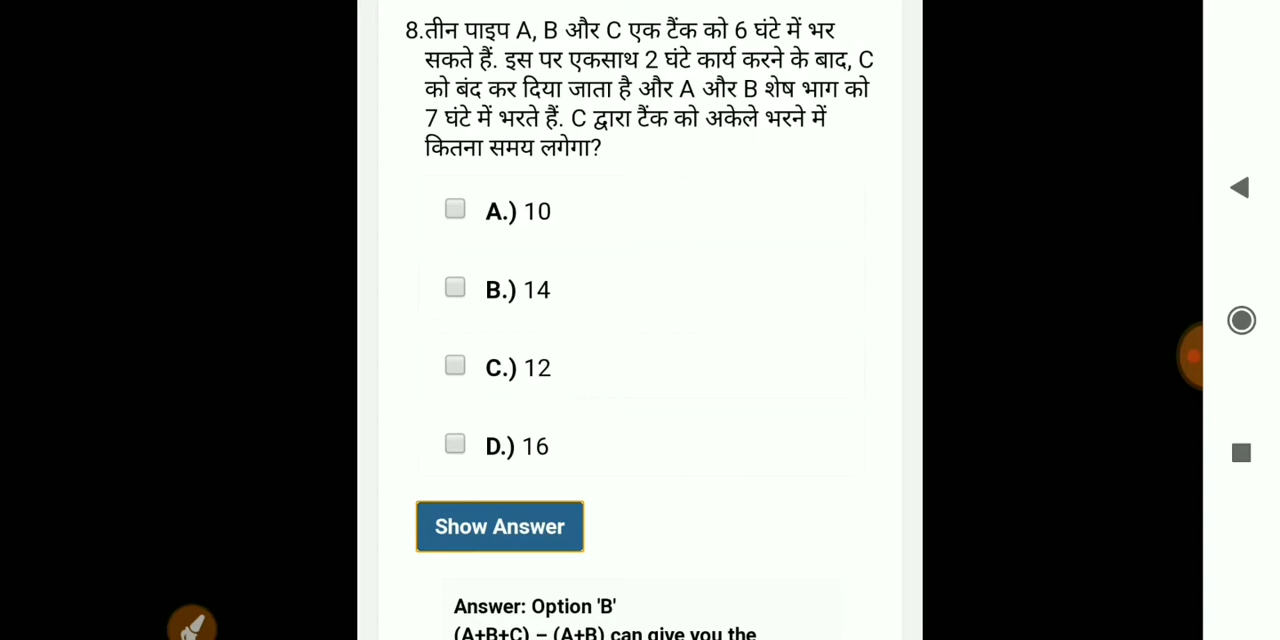 8.तीन पाइप A, B और C एक टैंक को 6 घंटे में भर
सकते हैं. इस पर एकसाथ 2 घंटे कार्य करने के बाद, C
को बंद कर दिया जाता है और A और B शेष भाग को
7 घंटे में भरते हैं. C द्वारा टैंक को अकेले भरने में
कितना समय लगेगा?
A.) 10
B.) 14
C.) 12
D.) 16
Show Answer
Answer: Option 'B'
(A+B+C) – (A+B) can give you the